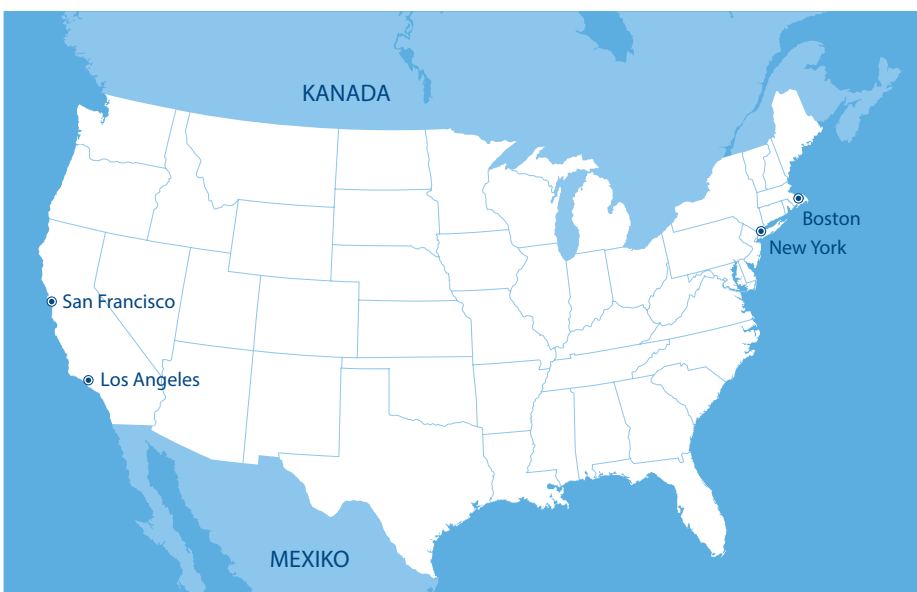 KANADA
Boston
New York
San Francisco
Los Angeles
MEXIKO